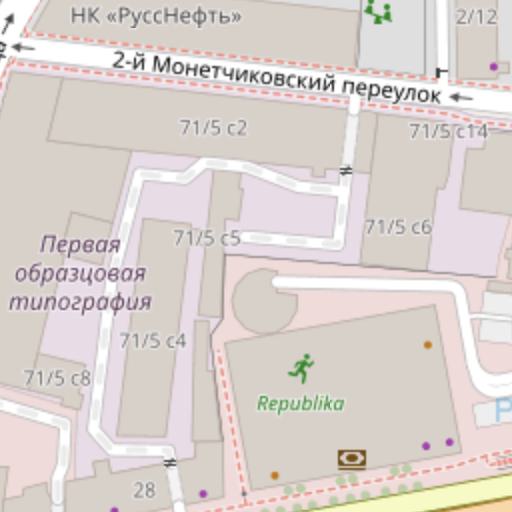 НК «РуссНефть»
2/12
2-й Монетчиковский переулок
71/5 с2
71/5 с14
71/5 с6
71/5 с5
Первая
образцовая
типография
71/5 с4
71/5 с8
Republika
P
28